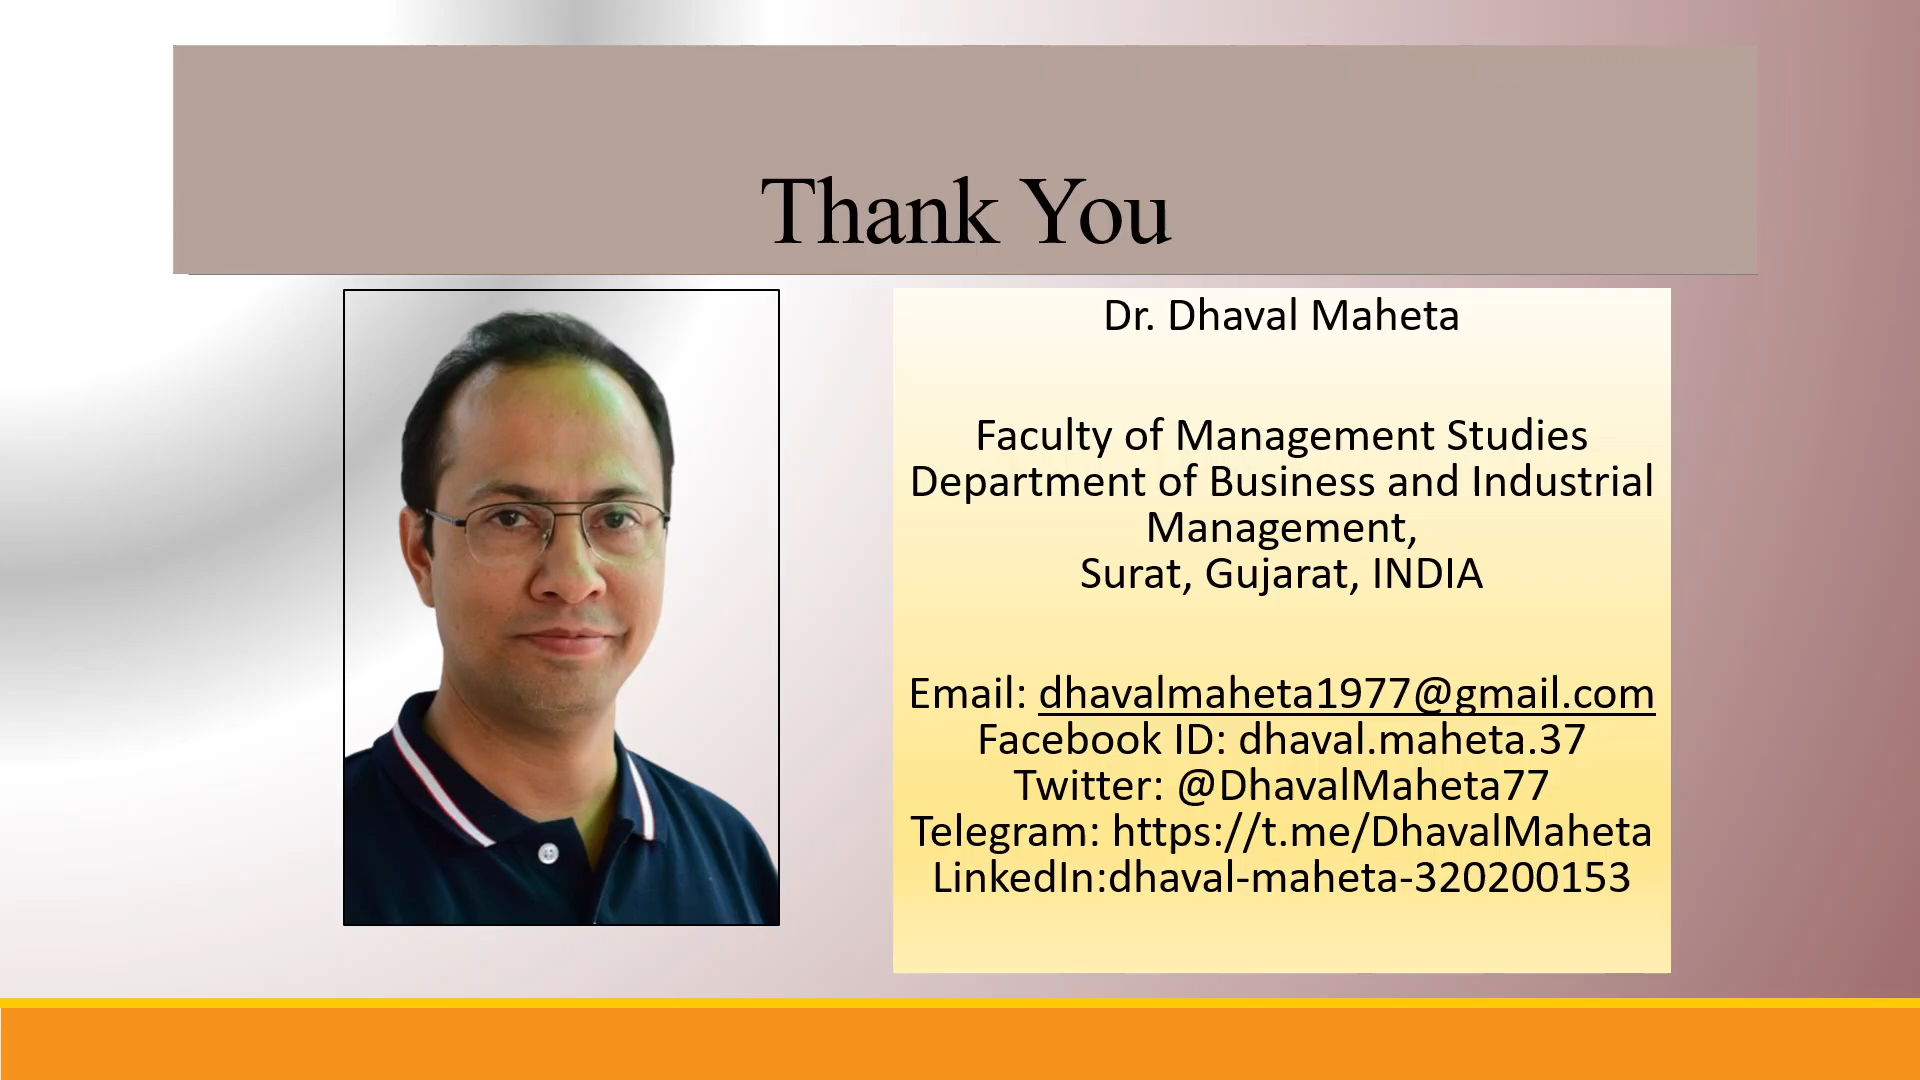 Thank You
Dr. Dhaval Maheta
Faculty of Management Studies
Department of Business and Industrial
Management,
Surat, Gujarat, INDIA
Email: dhavalmaheta1977@gmail.com
Facebook ID: dhaval.maheta.37
Twitter: @DhavalMaheta77
Telegram: https://t.me/DhavalMaheta
LinkedIn:dhaval-maheta-320200153